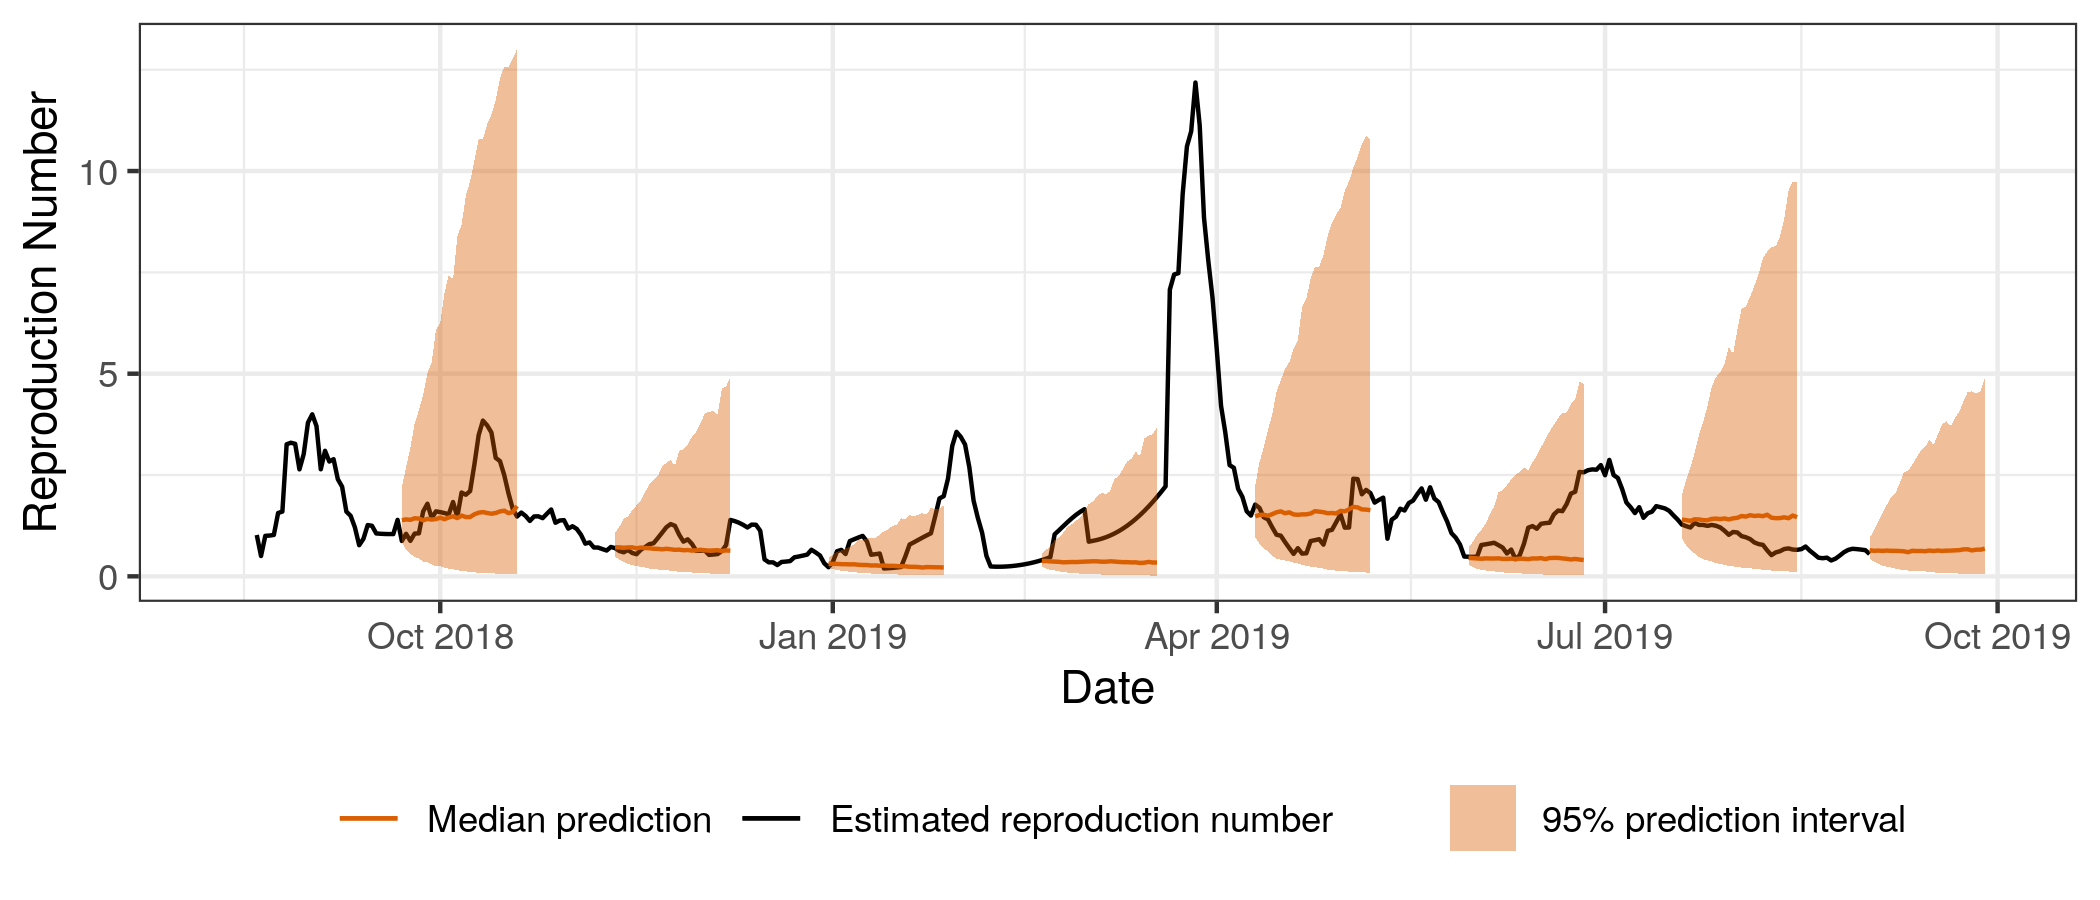 Reproduction Number
10
5
0
Oct 2018 Jan 2019 Apr 2019 Jul 2019 Oct 2019
Date
Median prediction Estimated reproduction number 95% prediction interval